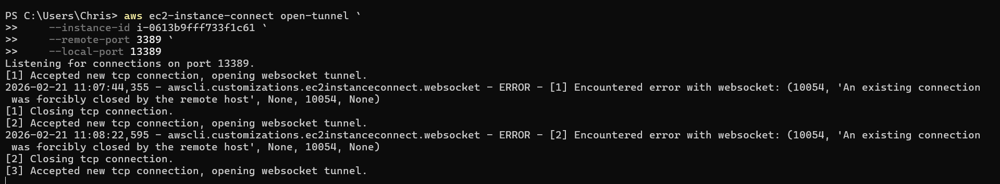 PS C:\Users\Chris> aws ec2-instance-connect open-tunnel `
>>     --instance-id i-0613b9fff733f1c61 `
>>     --remote-port 3389 `
>>     --local-port 13389
Listening for connections on port 13389.
[1] Accepted new tcp connection, opening websocket tunnel.
2026-02-21 11:07:44,355 - awscli.customizations.ec2instanceconnect.websocket - ERROR - [1] Encountered error with websocket: (10054, 'An existing connection
 was forcibly closed by the remote host', None, 10054, None)
[1] Closing tcp connection.
[2] Accepted new tcp connection, opening websocket tunnel.
2026-02-21 11:08:22,595 - awscli.customizations.ec2instanceconnect.websocket - ERROR - [2] Encountered error with websocket: (10054, 'An existing connection
 was forcibly closed by the remote host', None, 10054, None)
[2] Closing tcp connection.
[3] Accepted new tcp connection, opening websocket tunnel.